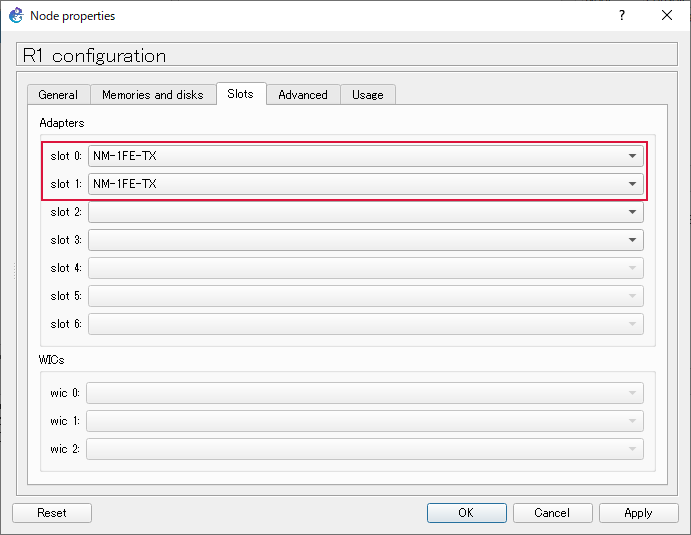 Node properties
R1 configuration
General Memories and disks Slots Advanced Usage
Adapters
slot 0: NM-1FE-TX
slot 1: NM-1FE-TX
slot 2:
slot 3:
slot 4:
slot 5:
slot 6:
WICs
wic 0:
wic 1:
wic 2:
Reset OK Cancel Apply